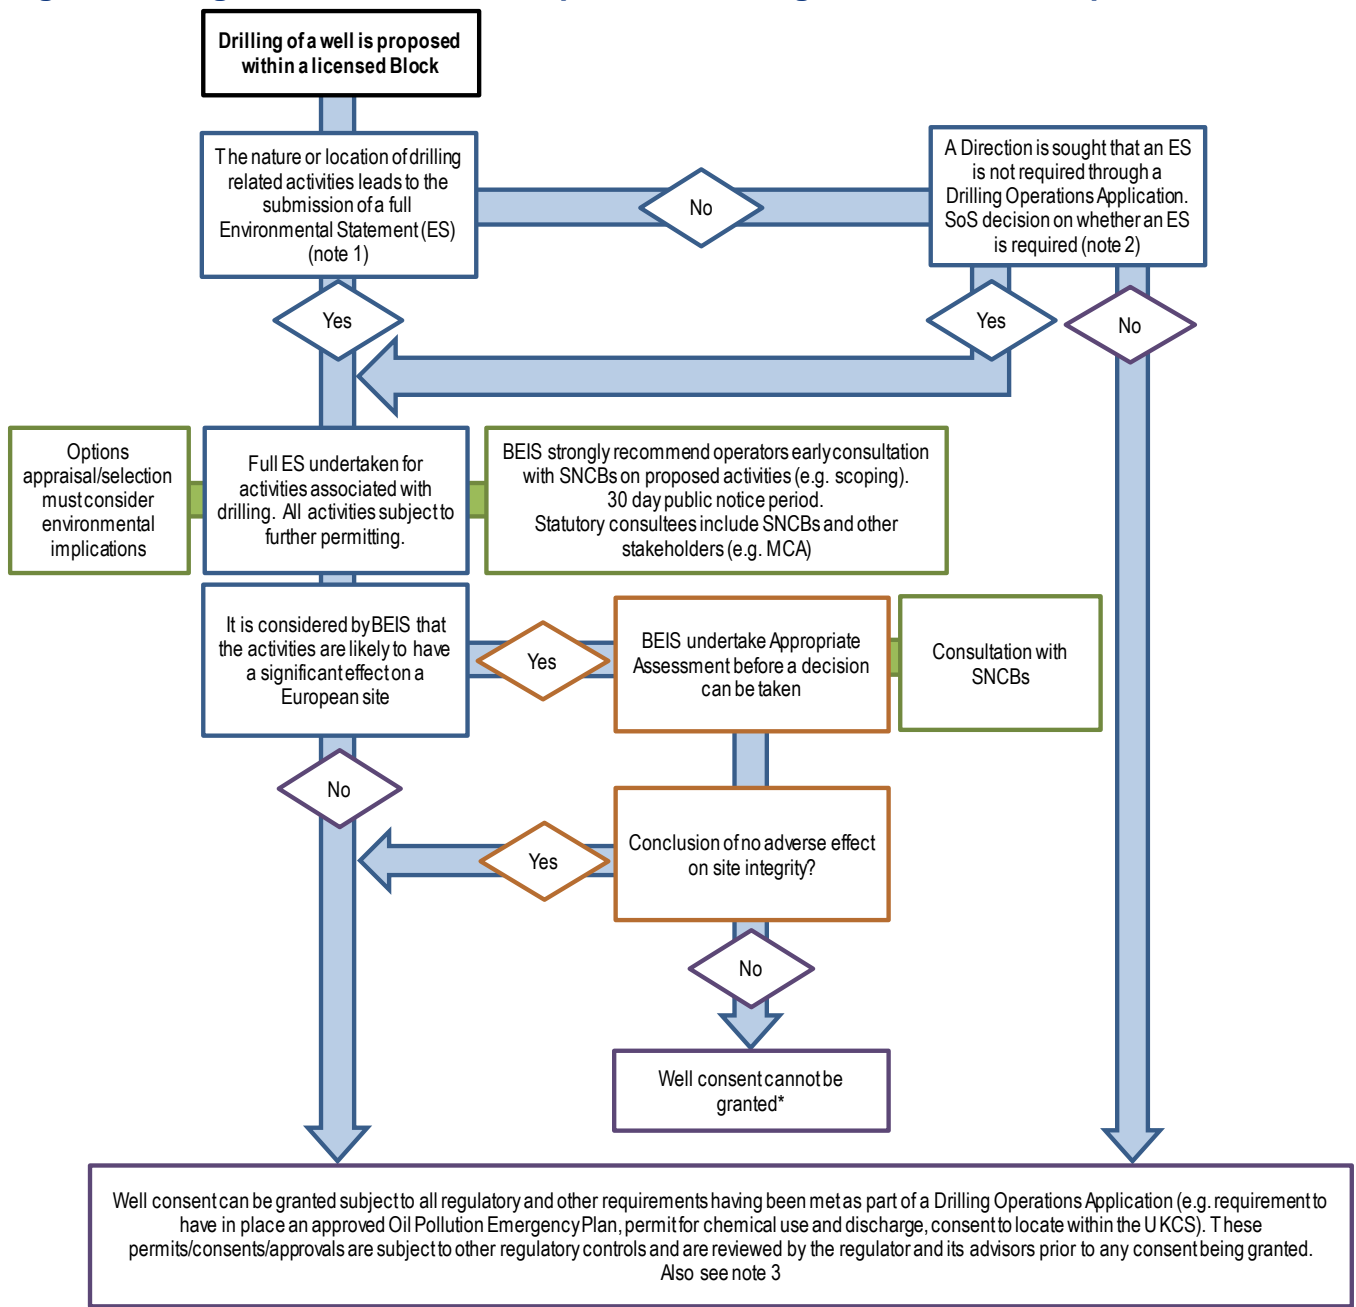 Drilling of a well is proposed
within a licensed Block
The nature or location of drilling
related activities leads to the
submission of a full
Environmental Statement (ES)
(note 1)
No
A Direction is sought that an ES
is not required through a
Drilling Operations Application.
SoS decision on whether an ES
is required (note 2)
Yes
Yes
No
Options
appraisal/selection
must consider
environmental
implications
Full ES undertaken for
activities associated with
drilling. All activities subject to
further permitting.
BEIS strongly recommend operators early consultation
with SNCBs on proposed activities (e.g. scoping).
30 day public notice period.
Statutory consultees include SNCBs and other
stakeholders (e.g. MCA)
It is considered by BEIS that
the activities are likely to have
a significant effect on a
European site
Yes
BEIS undertake Appropriate
Assessment before a decision
can be taken
Consultation with
SNCBs
No
Yes
Conclusion of no adverse effect
on site integrity?
No
Well consent cannot be
granted*
Well consent can be granted subject to all regulatory and other requirements having been met as part of a Drilling Operations Application (e.g. requirement to
have in place an approved Oil Pollution Emergency Plan, permit for chemical use and discharge, consent to locate within the UKCS). These
permits/consents/approvals are subject to other regulatory controls and are reviewed by the regulator and its advisors prior to any consent being granted.
Also see note 3